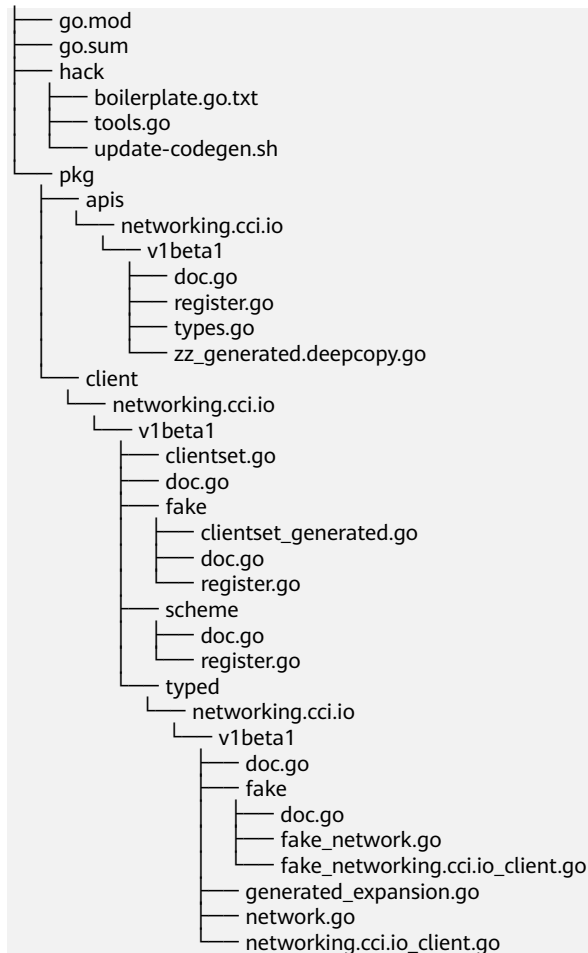 go.mod
go.sum
hack
boilerplate.go.txt
tools.go
update-codegen.sh
pkg
apis
networking.cci.io
v1beta1
doc.go
register.go
types.go
zz_generated.deepcopy.go
client
networking.cci.io
v1beta1
clientset.go
doc.go
fake
clientset_generated.go
doc.go
register.go
scheme
doc.go
register.go
typed
networking.cci.io
v1beta1
doc.go
fake
doc.go
fake_network.go
fake_networking.cci.io_client.go
generated_expansion.go
network.go
networking.cci.io_client.go